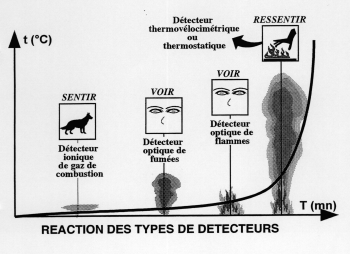 t (°C)
Détecteur
thermovélocimétrique
ou
thermostatique
RESSENTIR
SENTIR
Détecteur
ionique
de gaz de
combustion
VOIR
Détecteur
optique de
fumées
VOIR
Détecteur
optique de
flammes
T (mn)
REACTION DES TYPES DE DETECTEURS